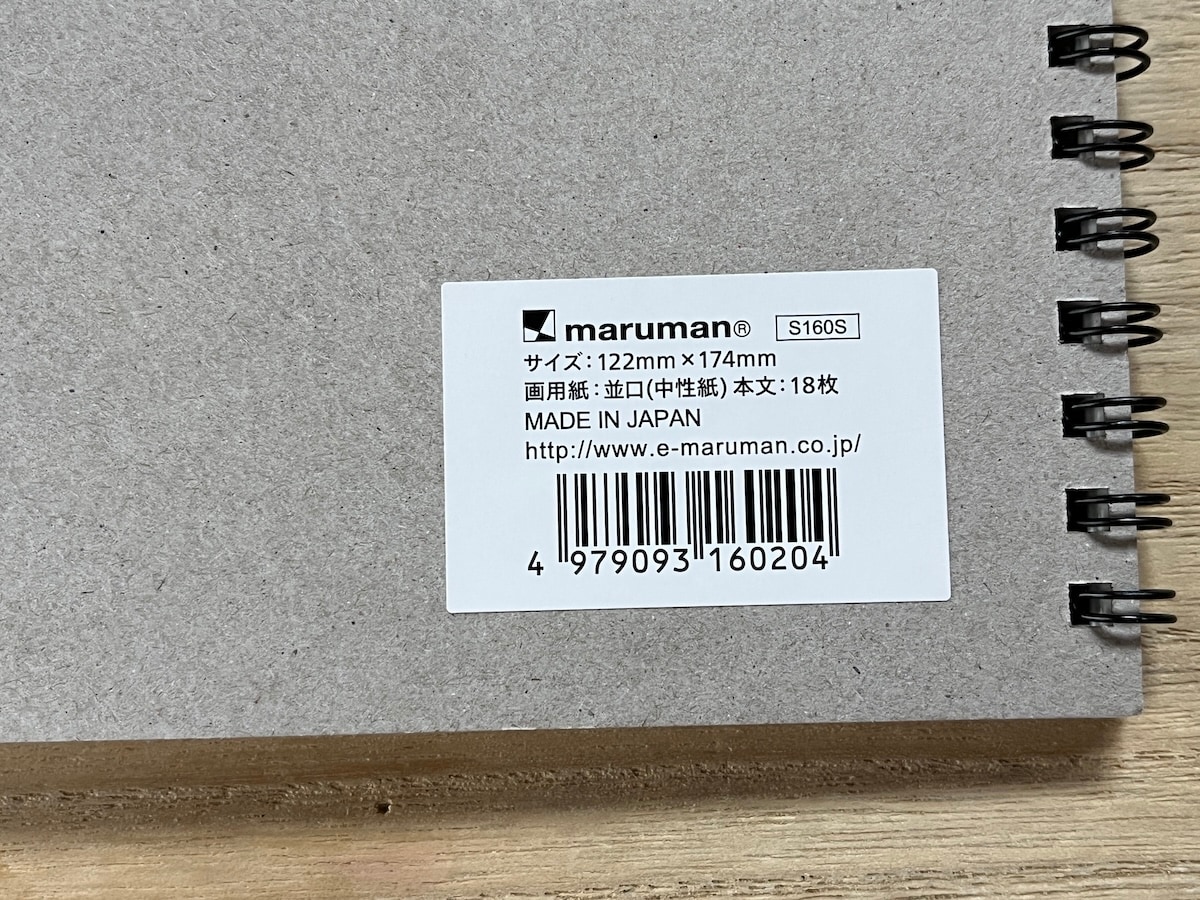 maruman® S160S
サイズ:122mm×174mm
画用紙:並口(中性紙) 本文:18枚
MADE IN JAPAN
http://www.e-maruman.co.jp/
4 979093 160204